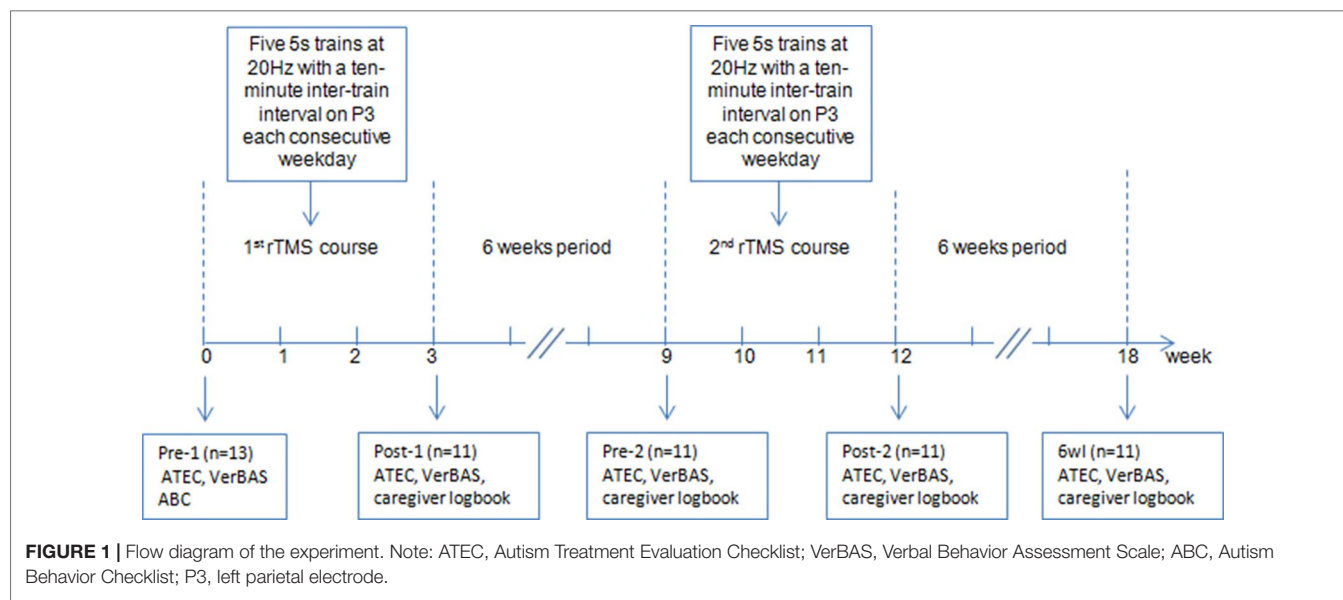 Five 5s trains at
20Hz with a ten-
minute inter-train
interval on P3
each consecutive
weekday
Five 5s trains at
20Hz with a ten-
minute inter-train
interval on P3
each consecutive
weekday
1st rTMS course
6 weeks period
2nd rTMS course
6 weeks period
0 1 2 3 9 10 11 12 18 week
Pre-1 (n=13)
ATEC, VerBAS
ABC
Post-1 (n=11)
ATEC, VerBAS,
caregiver logbook
Pre-2 (n=11)
ATEC, VerBAS,
caregiver logbook
Post-2 (n=11)
ATEC, VerBAS,
caregiver logbook
6wl (n=11)
ATEC, VerBAS,
caregiver logbook
FIGURE 1 | Flow diagram of the experiment. Note: ATEC, Autism Treatment Evaluation Checklist; VerBAS, Verbal Behavior Assessment Scale; ABC, Autism
Behavior Checklist; P3, left parietal electrode.